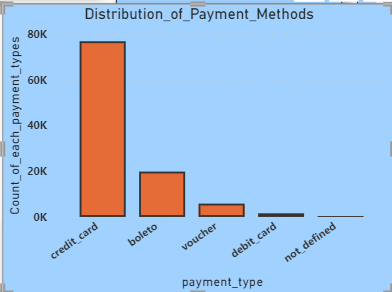 Distribution_of_Payment_Methods
Count_of_each_payment_types
80K
60K
40K
20K
0K
credit_card
boleto
voucher
debit_card
not_defined
payment_type